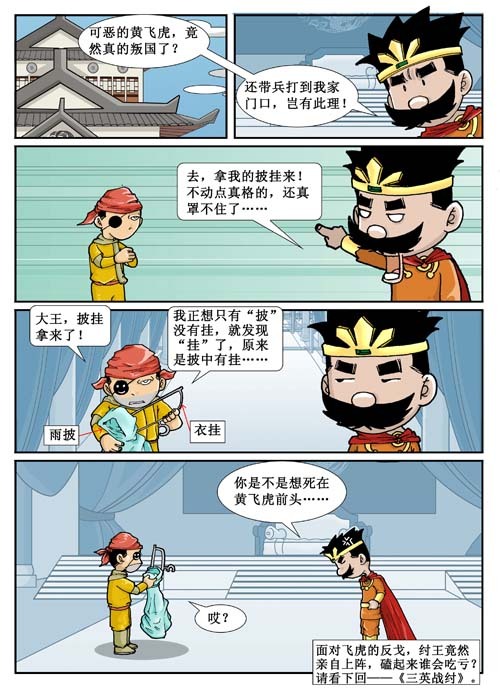 可恶的黄飞虎，竟
然真的叛国了？
还带兵打到我家
门口，岂有此理！
去，拿我的披挂来！
不动点真格的，还真
罩不住了……
大王，披挂
拿来了！
我正想只有“披”
没有挂，就发现
“挂”了，原来
是披中有挂……
雨披
衣挂
你是不是想死在
黄飞虎前头……
哎？
面对飞虎的反戈，纣王竟然
亲自上阵，磕起来谁会吃亏？
请看下回——《三英战纣》。